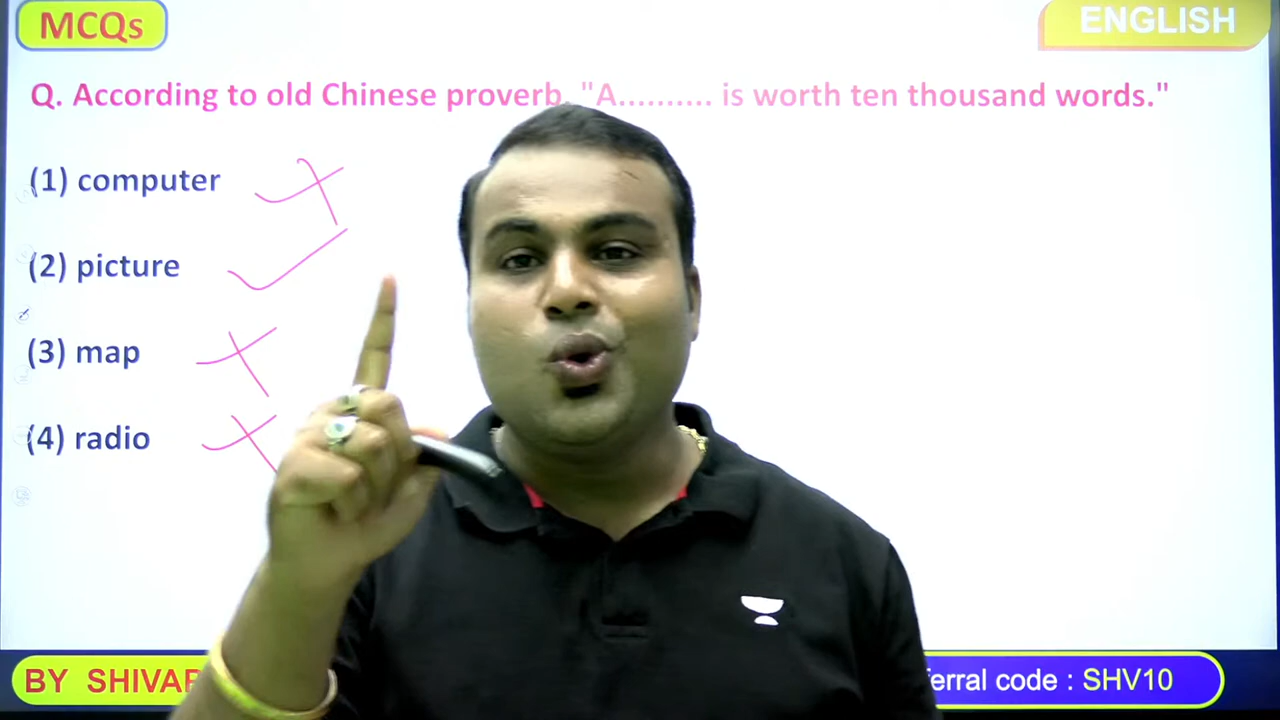 MCQs
ENGLISH
Q. According to old Chinese proverb, "A.......... is worth ten thousand words."
(1) computer
(2) picture
(3) map
(4) radio
BY SHIVAR
ferral code : SHV10